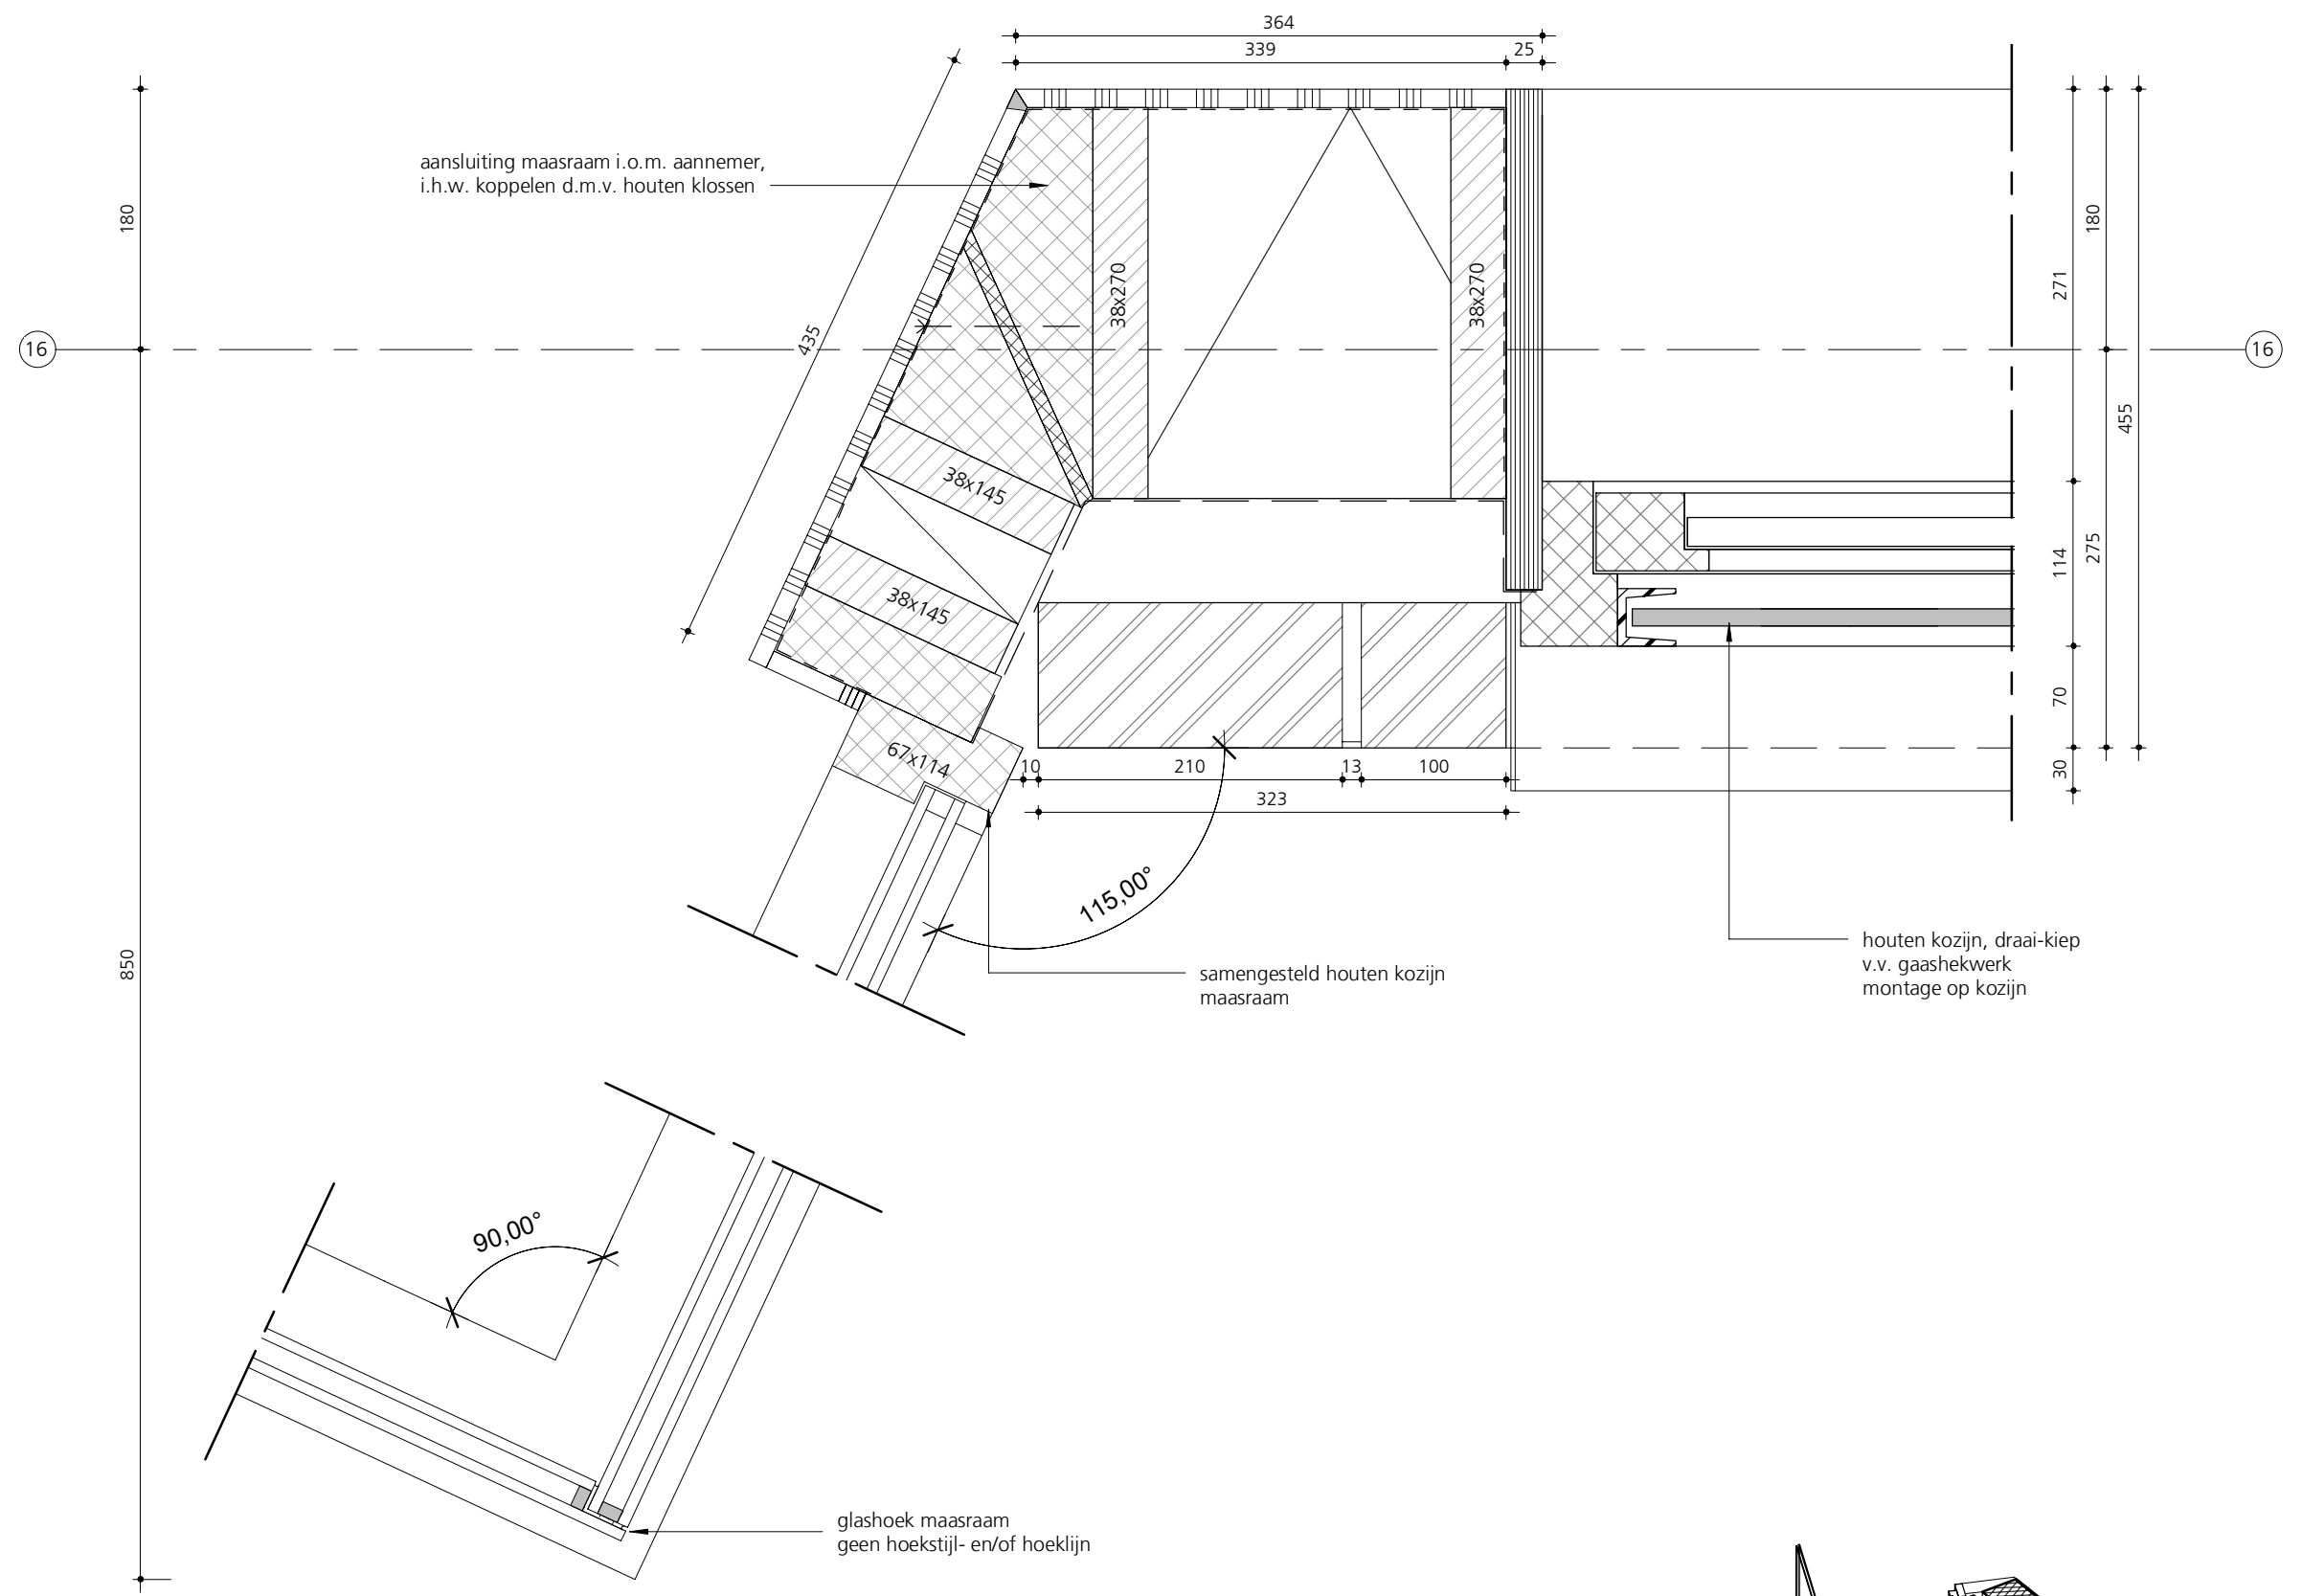 364
339
25
aansluiting maasraam i.o.m. aannemer,
i.h.w. koppelen d.m.v. houten klossen
180
180
271
38x270
38x270
435
16
16
455
38x145
275
114
38x145
70
67x114
10
210
13
100
30
323
115,00°
850
houten kozijn, draai-kiep
v.v. gaashekwerk
montage op kozijn
samengesteld houten kozijn
maasraam
90,00°
glashoek maasraam
geen hoekstijl- en/of hoeklijn